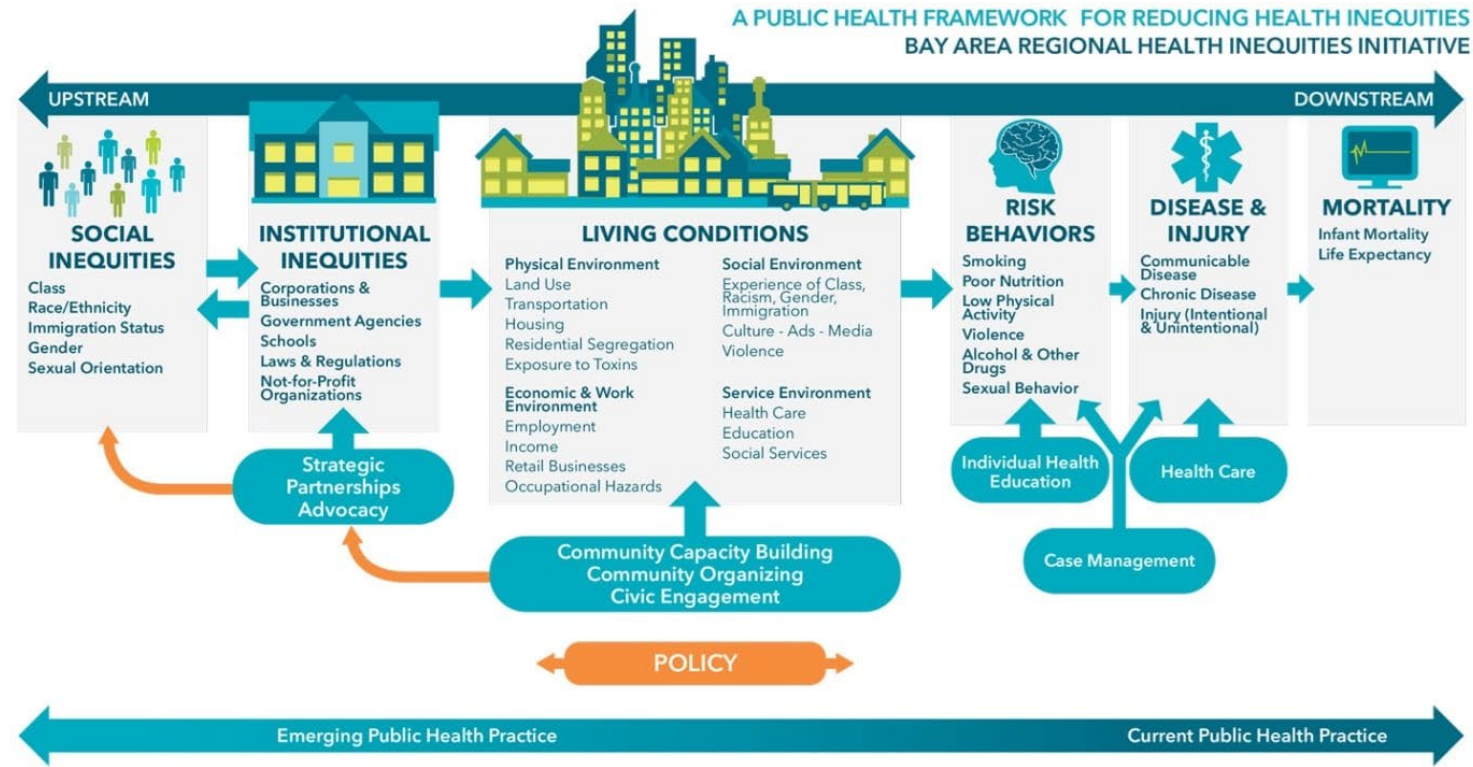 A PUBLIC HEALTH FRAMEWORK FOR REDUCING HEALTH INEQUITIES
BAY AREA REGIONAL HEALTH INEQUITIES INITIATIVE
UPSTREAM
DOWNSTREAM
SOCIAL
INEQUITIES
Class
Race/Ethnicity
Immigration Status
Gender
Sexual Orientation
INSTITUTIONAL
INEQUITIES
Corporations &
Businesses
Government Agencies
Schools
Laws & Regulations
Not-for-Profit
Organizations
LIVING CONDITIONS
Physical Environment
Land Use
Transportation
Housing
Residential Segregation
Exposure to Toxins
Economic & Work
Environment
Employment
Income
Retail Businesses
Occupational Hazards
Social Environment
Experience of Class,
Racism, Gender,
Immigration
Culture - Ads - Media
Violence
Service Environment
Health Care
Education
Social Services
RISK
BEHAVIORS
Smoking
Poor Nutrition
Low Physical
Activity
Violence
Alcohol & Other
Drugs
Sexual Behavior
DISEASE &
INJURY
Communicable
Disease
Chronic Disease
Injury (Intentional
& Unintentional)
MORTALITY
Infant Mortality
Life Expectancy
Strategic
Partnerships
Advocacy
Community Capacity Building
Community Organizing
Civic Engagement
Individual Health
Education
Health Care
Case Management
POLICY
Emerging Public Health Practice
Current Public Health Practice